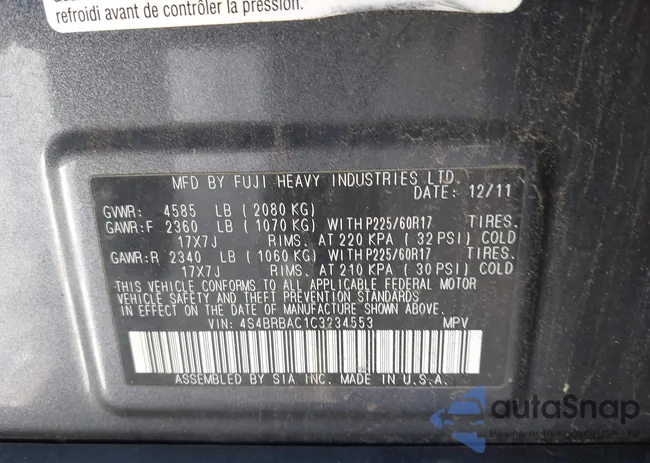 refroidi avant de contrôler la pression.
MFD BY FUJI HEAVY INDUSTRIES LTD.
DATE: 12/11
GVWR: 4585 LB ( 2080 KG)
GAWR:F 2360 LB ( 1070 KG) WITH P225/60R17 TIRES.
17X7J RIMS. AT 220 KPA ( 32 PSI) COLD
GAWR:R 2340 LB ( 1060 KG) WITH P225/60R17 TIRES.
17X7J RIMS. AT 210 KPA ( 30 PSI) COLD
THIS VEHICLE CONFORMS TO ALL APPLICABLE FEDERAL MOTOR
VEHICLE SAFETY AND THEFT PREVENTION STANDARDS IN
EFFECT ON THE DATE OF MANUFACTURE SHOWN ABOVE.
VIN: 4S4BRBAC1C3234553 MPV
ASSEMBLED BY SIA INC. MADE IN U.S.A.
autoSnap